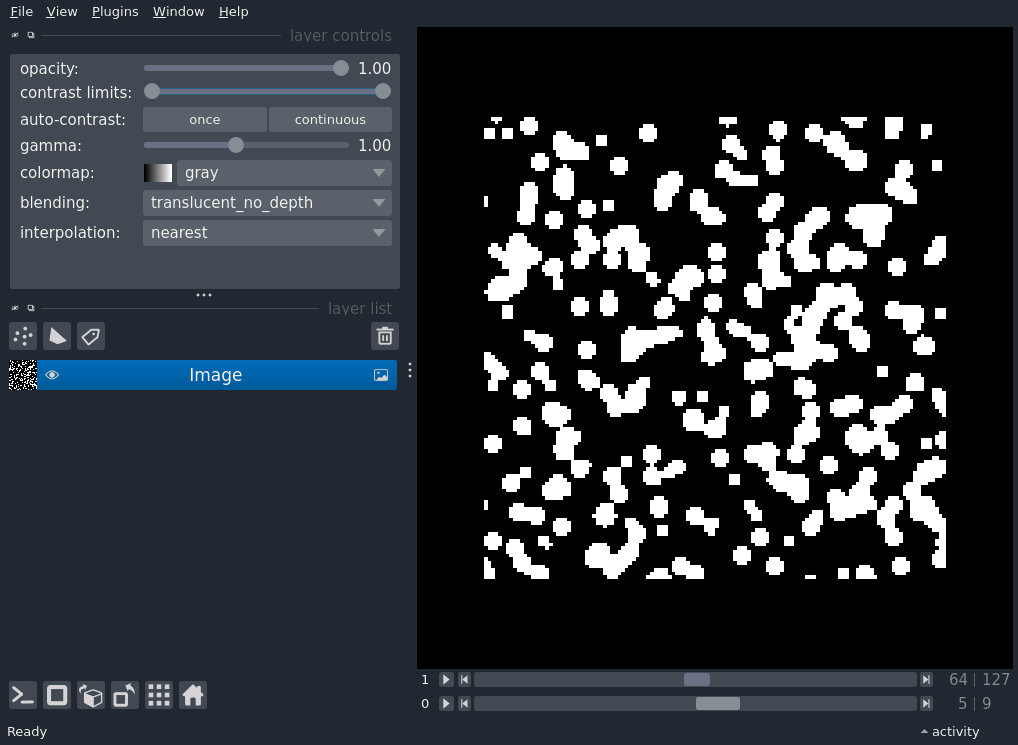 File View Plugins Window Help
layer controls
opacity: 1.00
contrast limits:
auto-contrast: once continuous
gamma: 1.00
colormap: gray
blending: translucent_no_depth
interpolation: nearest
layer list
Image
1 64 | 127
0 5 | 9
Ready activity